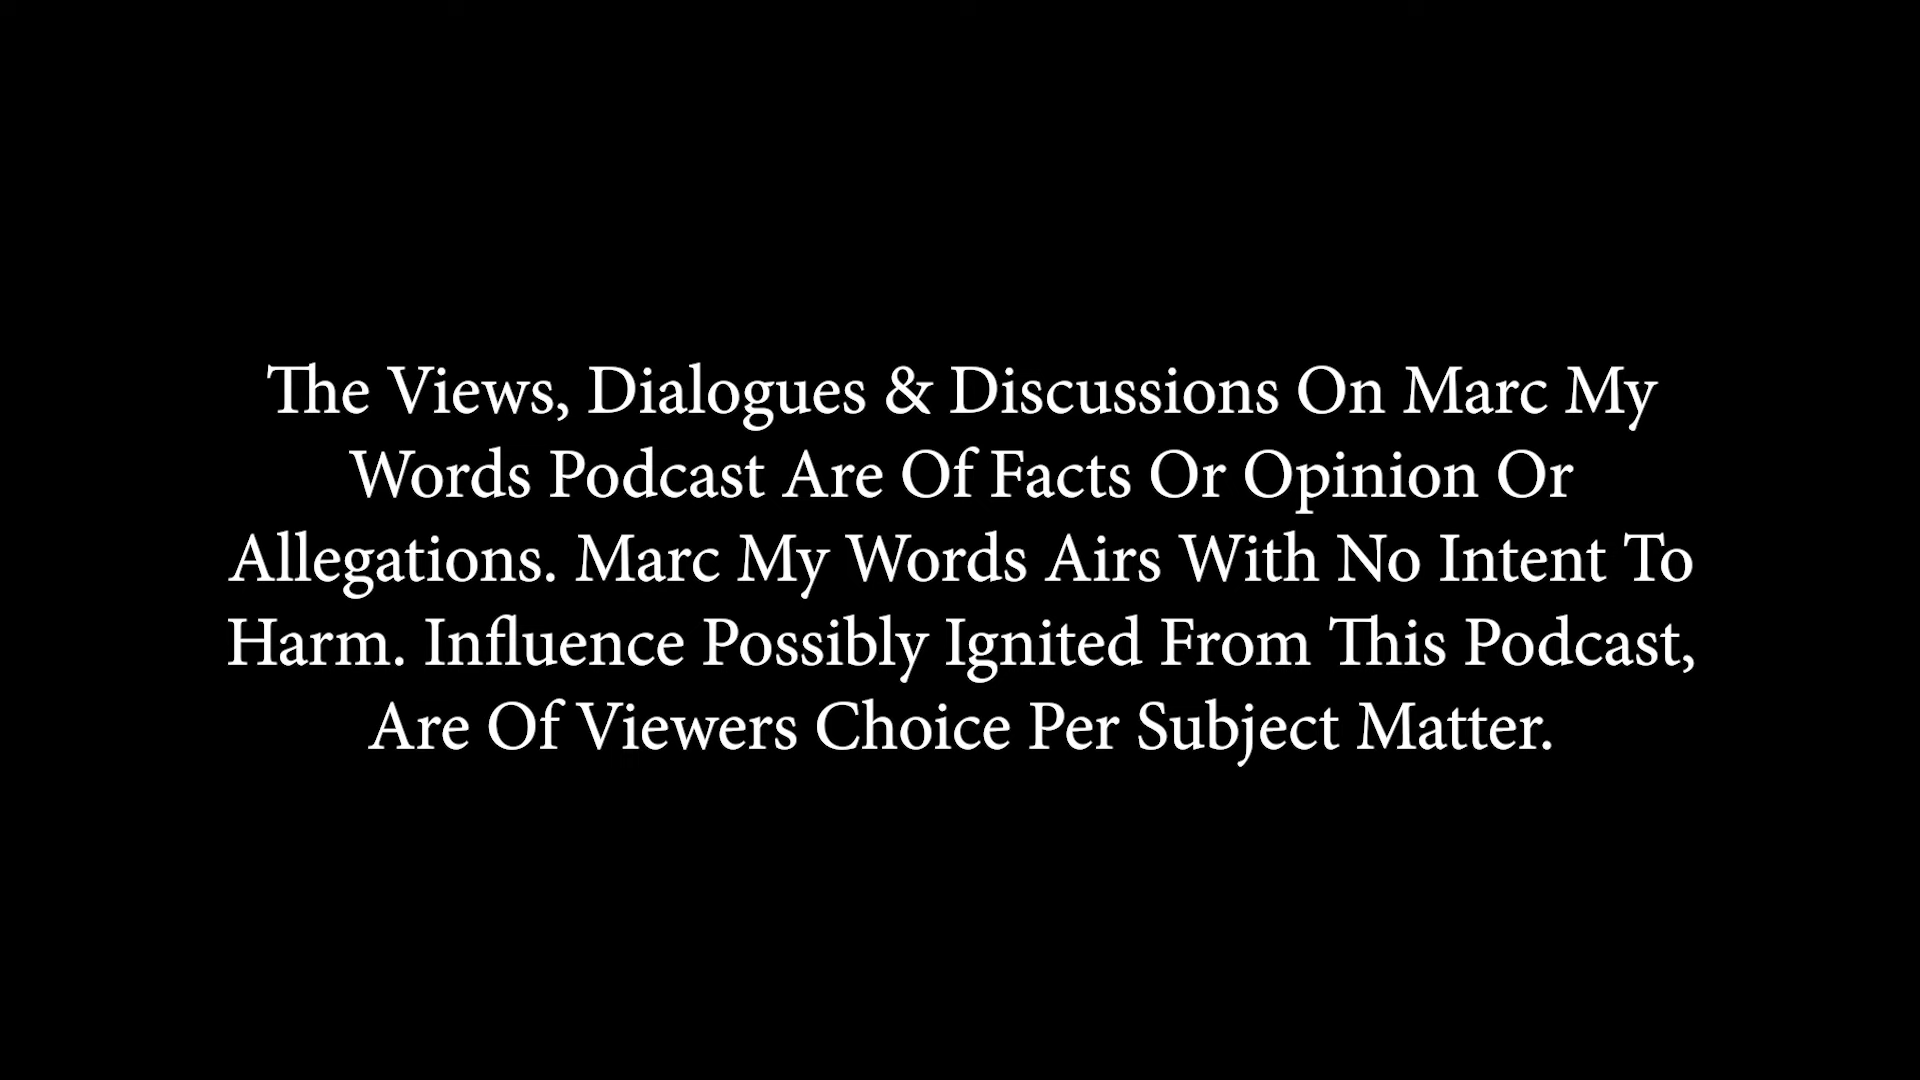 The Views, Dialogues & Discussions On Marc My
Words Podcast Are Of Facts Or Opinion Or
Allegations. Marc My Words Airs With No Intent To
Harm. Influence Possibly Ignited From This Podcast,
Are Of Viewers Choice Per Subject Matter.